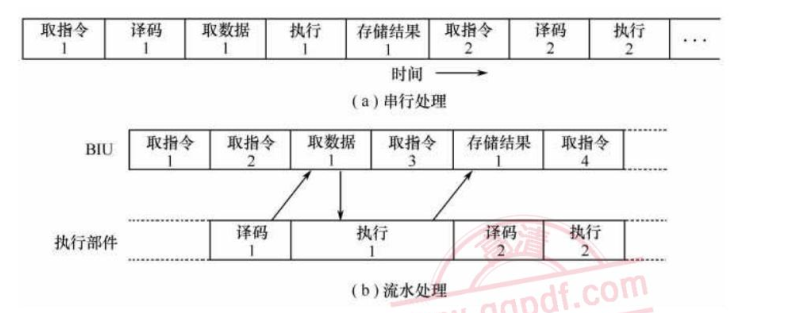 取指令 译码 取数据 执行 存储结果 取指令 译码 执行 ...
1 1 1 1 1 2 2 2
时间
(a)串行处理
BIU 取指令 取指令 取数据 取指令 存储结果 取指令
1 2 1 3 1 4
执行部件 译码 执行 译码 执行
1 1 2 2
(b)流水处理
高清
www.gqpdf.com